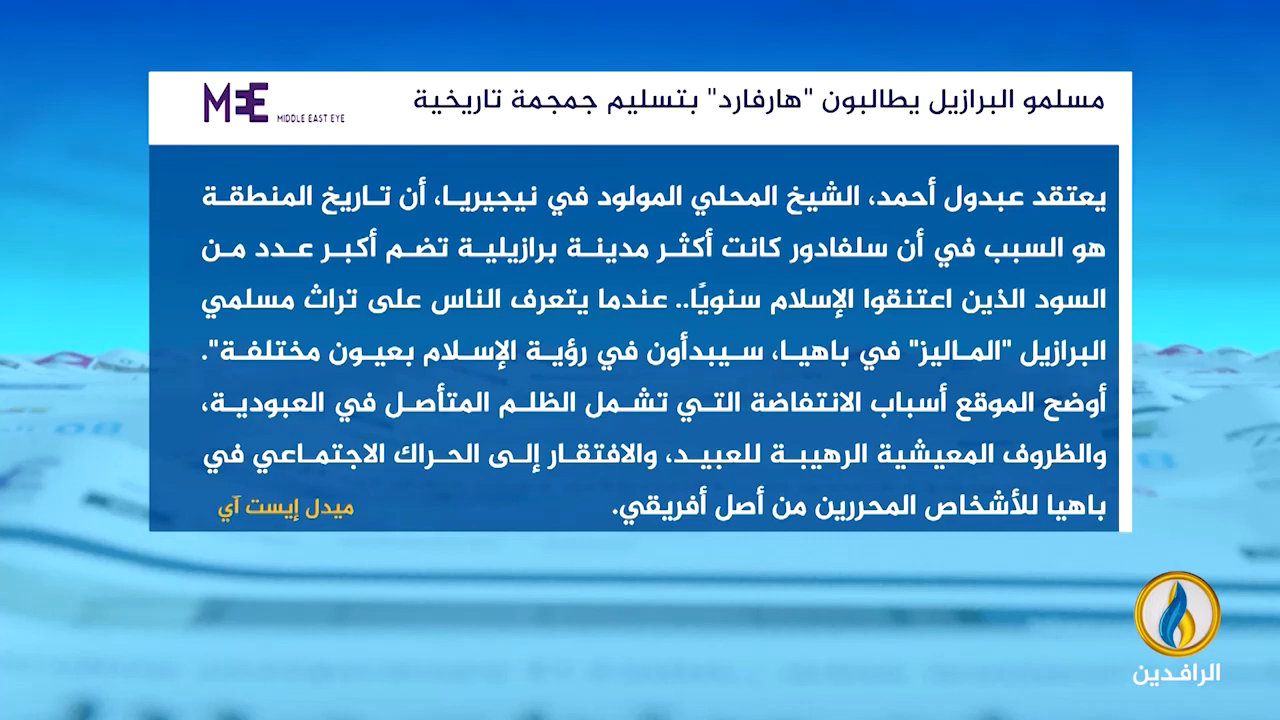 مسلمو البرازيل يطالبون "هارفارد" بتسليم جمجمة تاريخية
MEE MIDDLE EAST EYE
يعتقد عبدول أحمد، الشيخ المحلي المولود في نيجيريا، أن تاريخ المنطقة
هو السبب في أن سلفادور كانت أكثر مدينة برازيلية تضم أكبر عدد من
السود الذين اعتنقوا الإسلام سنويًا.. عندما يتعرف الناس على تراث مسلمي
البرازيل "الماليز" في باهيا، سيبدأون في رؤية الإسلام بعيون مختلفة".
أوضح الموقع أسباب الانتفاضة التي تشمل الظلم المتأصل في العبودية،
والظروف المعيشية الرهيبة للعبيد، والافتقار إلى الحراك الاجتماعي في
باهيا للأشخاص المحررين من أصل أفريقي.
ميدل إيست آي
الرافدين